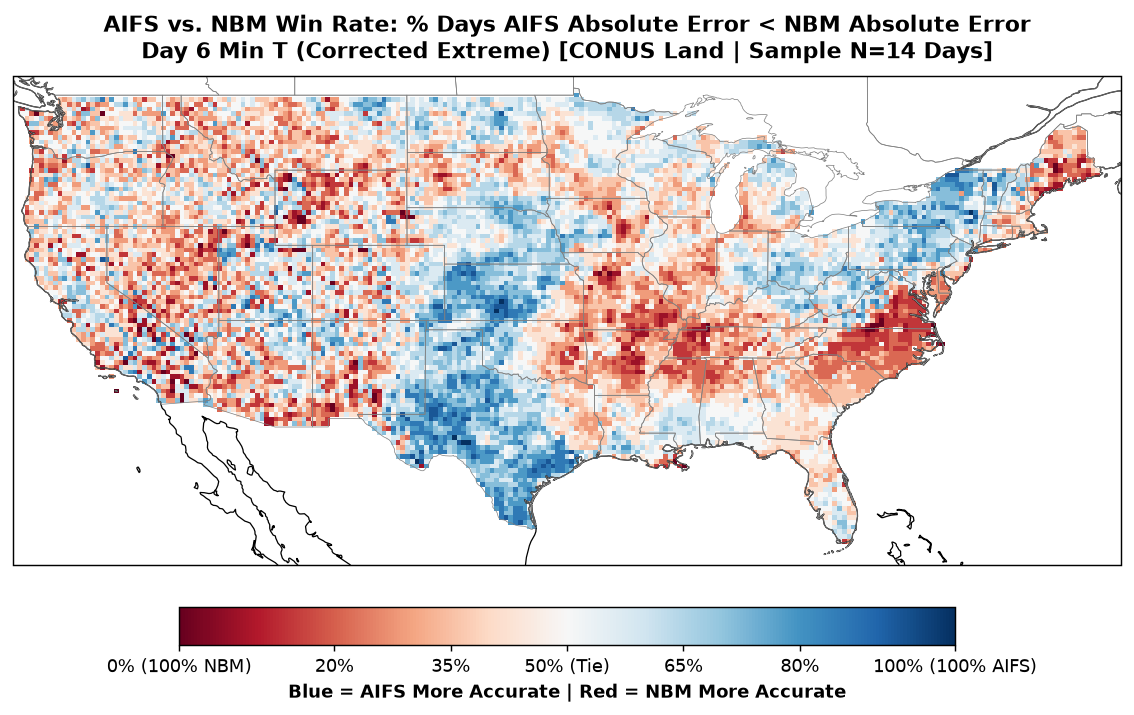 AIFS vs. NBM Win Rate: % Days AIFS Absolute Error < NBM Absolute Error
Day 6 Min T (Corrected Extreme) [CONUS Land | Sample N=14 Days]
0% (100% NBM) 20% 35% 50% (Tie) 65% 80% 100% (100% AIFS)
Blue = AIFS More Accurate | Red = NBM More Accurate